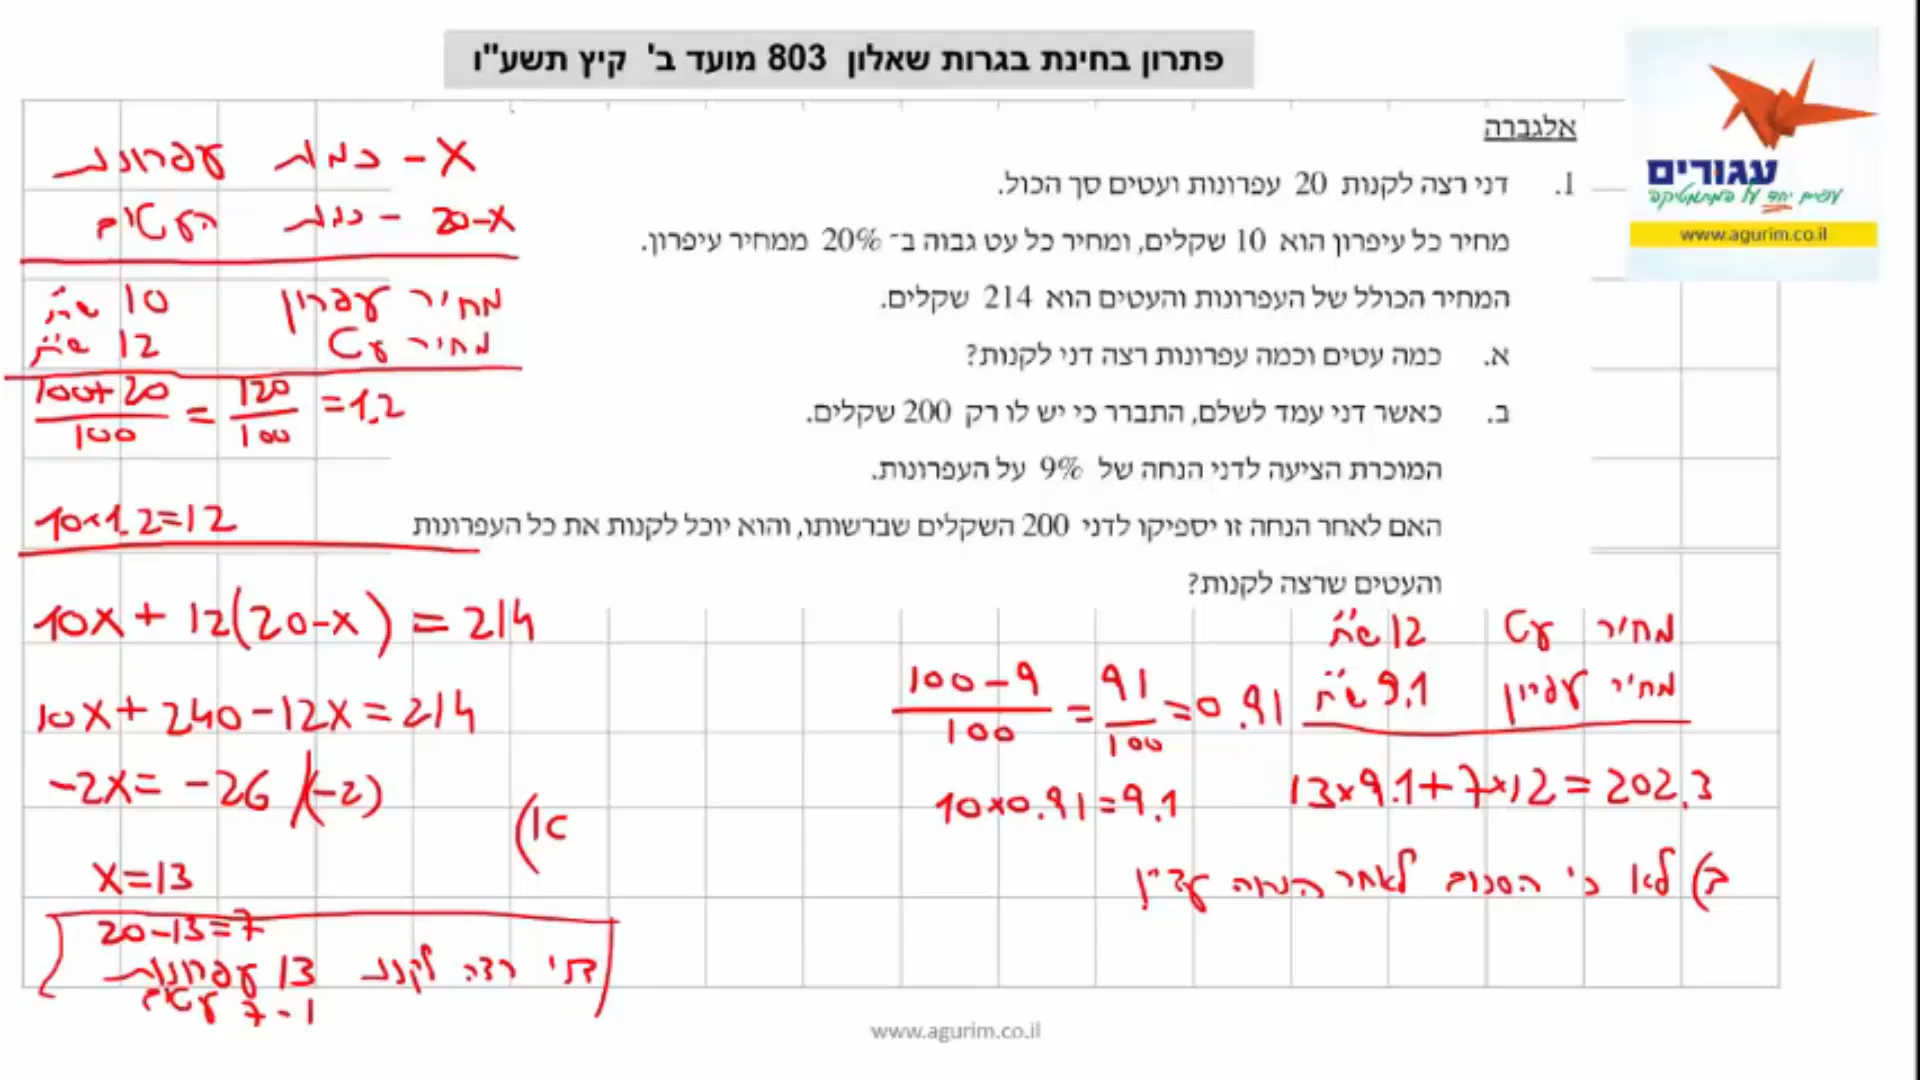 פתרון בחינת בגרות שאלון 803 מועד ב' קיץ תשע"ו
עגורים
עפים יחד על המתמטיקה
www.agurim.co.il
אלגברה
1. דני רצה לקנות 20 עפרונות ועטים סך הכול.
מחיר כל עיפרון הוא 10 שקלים, ומחיר כל עט גבוה ב־ 20% ממחיר עיפרון.
המחיר הכולל של העפרונות והעטים הוא 214 שקלים.
א. כמה עטים וכמה עפרונות רצה דני לקנות?
ב. כאשר דני עמד לשלם, התברר כי יש לו רק 200 שקלים.
המוכרת הציעה לדני הנחה של 9% על העפרונות.
האם לאחר הנחה זו יספיקו לדני 200 השקלים שברשותו, והוא יוכל לקנות את כל העפרונות
והעטים שרצה לקנות?
X - כמות עפרונות
20-X - כמות העטים
מחיר עפרון 10 ש"ח
מחיר עט 12 ש"ח
100+20/100 = 120/100 = 1.2
10×1.2=12
10x + 12(20-x) = 214
10x + 240 - 12x = 214
-2x = -26 /(-2)
x=13
א)
20-13=7
דני רצה לקנות 13 עפרונות
ו-7 עטים
מחיר עט 12 ש"ח
מחיר עפרון 9.1 ש"ח
100-9/100 = 91/100 = 0.91
10×0.91=9.1
13×9.1+7×12=202.3
ב) לא כי הסכום לאחר הנחה עדיין
www.agurim.co.il